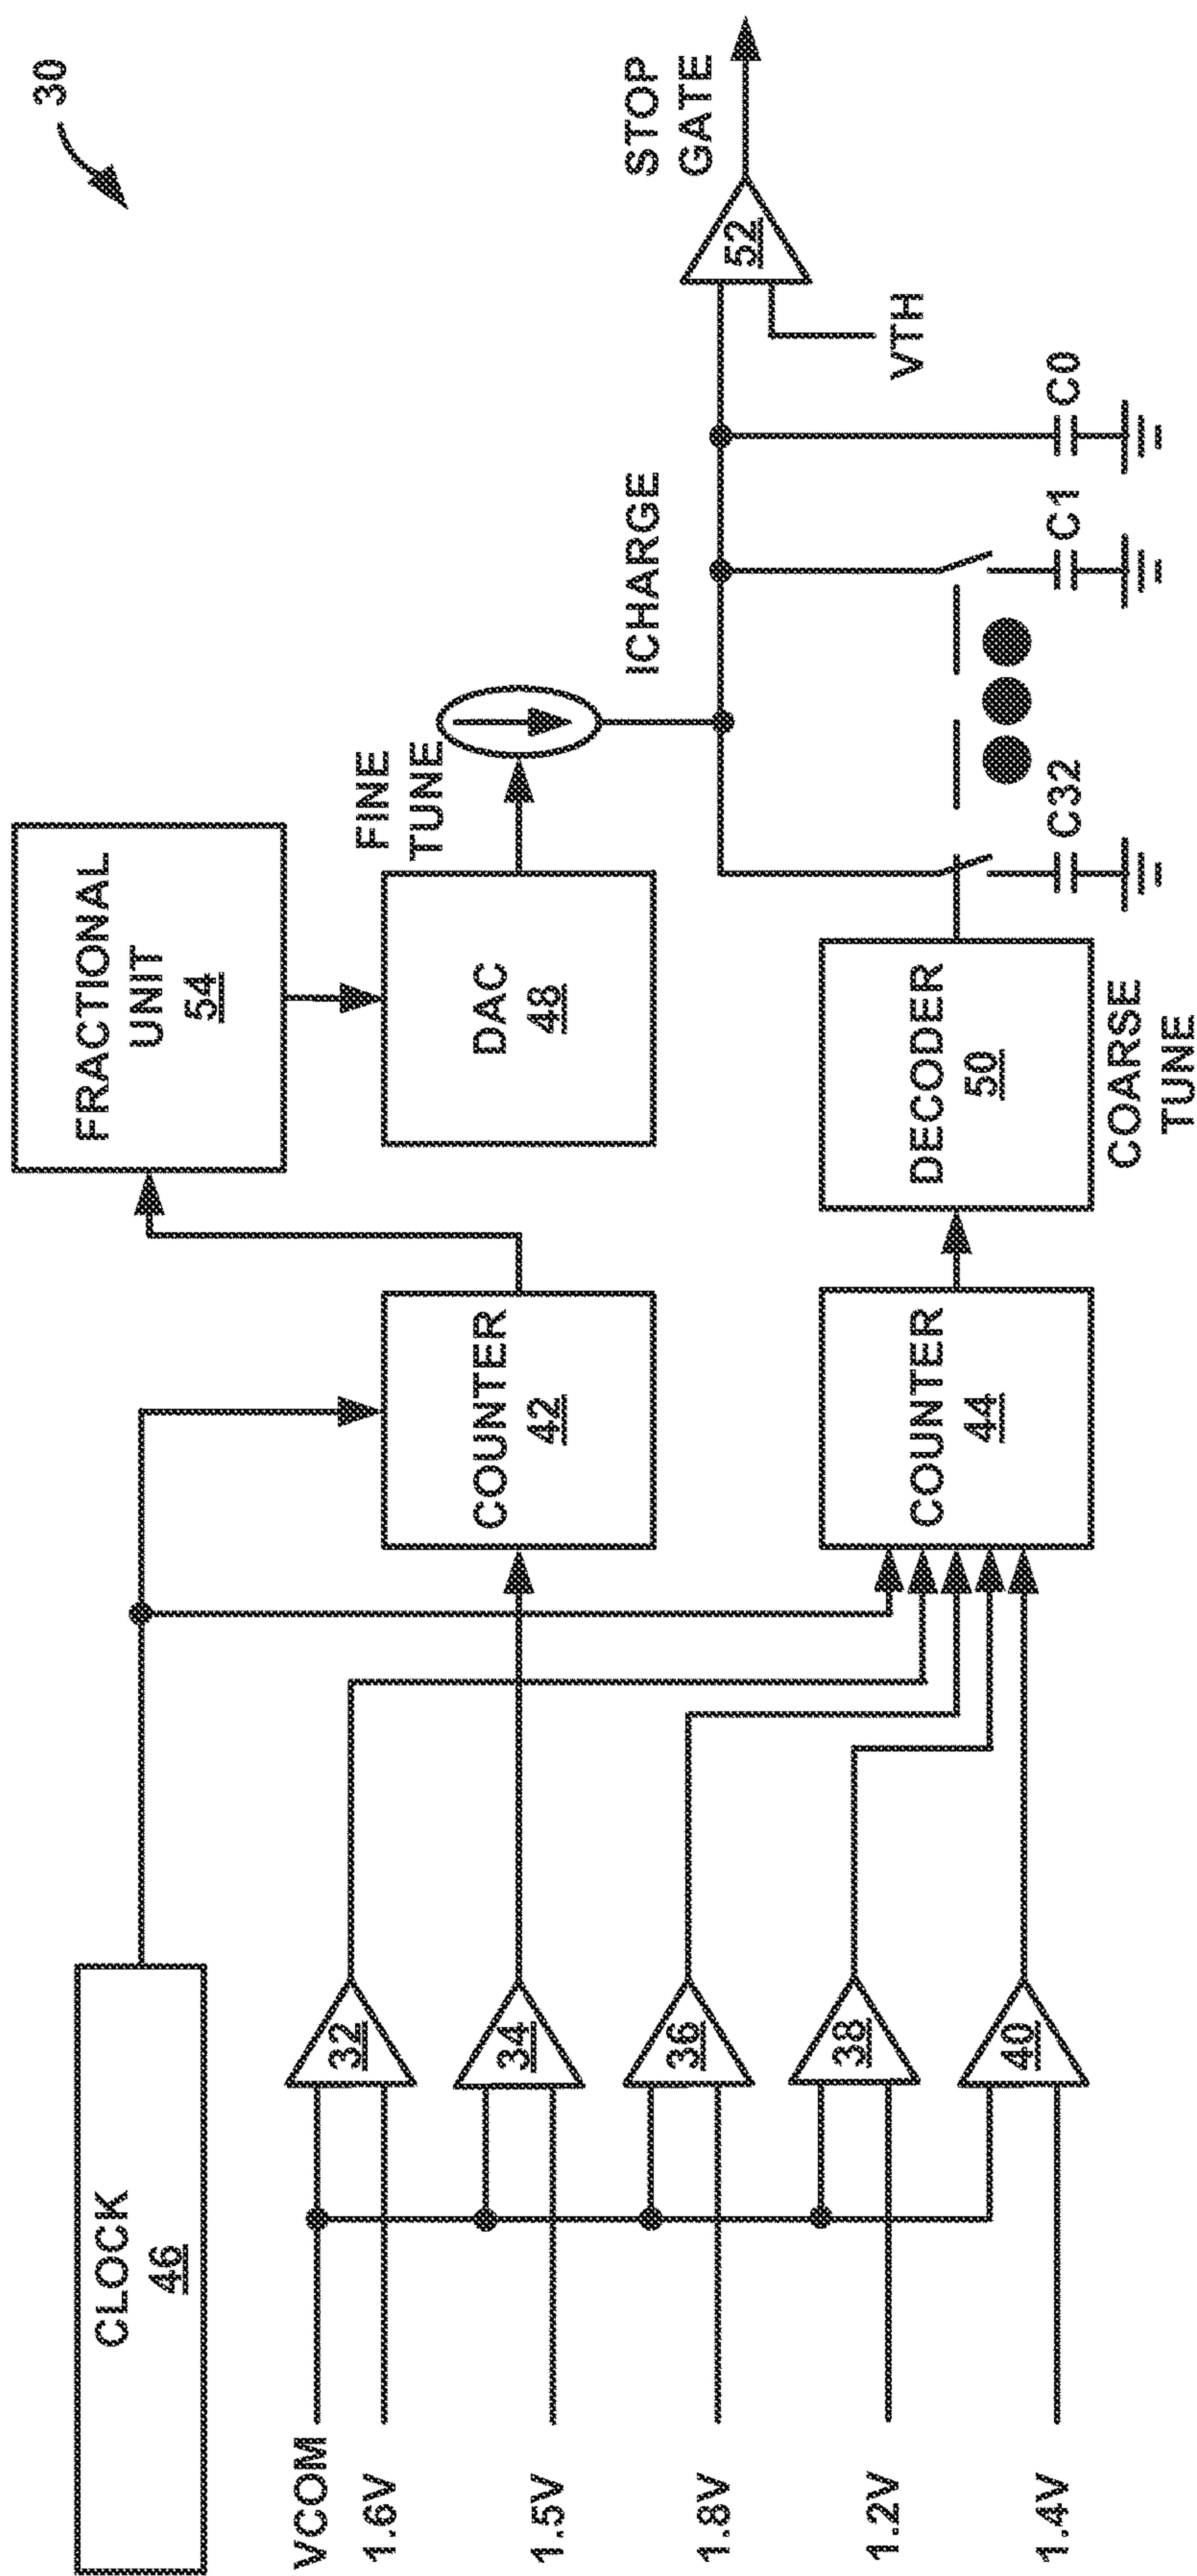 30
CLOCK
46
VCOM
1.6V
1.5V
1.8V
1.2V
1.4V
32
34
36
38
40
COUNTER
42
COUNTER
44
FRACTIONAL
UNIT
54
DAC
48
DECODER
50
COARSE
TUNE
FINE
TUNE
ICHARGE
C32
C1
C0
VTH
52
STOP
GATE